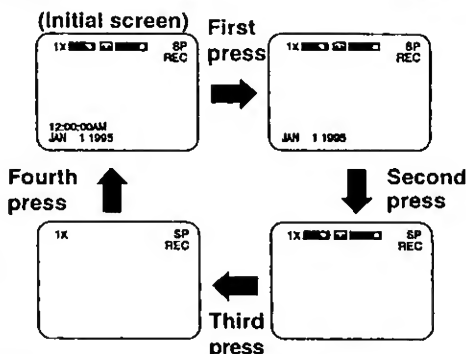 (Initial screen)
1X SP
REC
12:00:00AM
JAN 1 1995
First
press
1X SP
REC
JAN 1 1995
Second
press
1X SP
REC
Third
press
1X SP
REC
Fourth
press